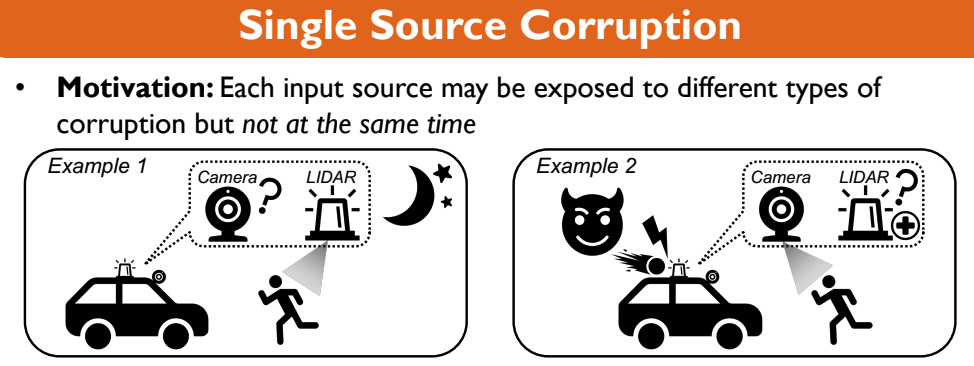 Single Source Corruption
• Motivation: Each input source may be exposed to different types of
corruption but not at the same time
Example 1
Camera
?
LIDAR
Example 2
Camera
LIDAR
?